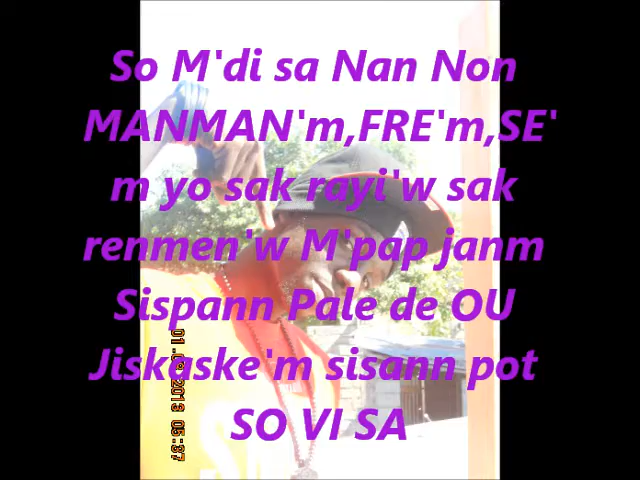 So M'di sa Nan Non
MANMAN'm,FRE'm,SE'
m yo sak rayi'w sak
renmen'w M'pap janm
Sispann Pale de OU
Jiskaske'm sisann pot
SO VI SA